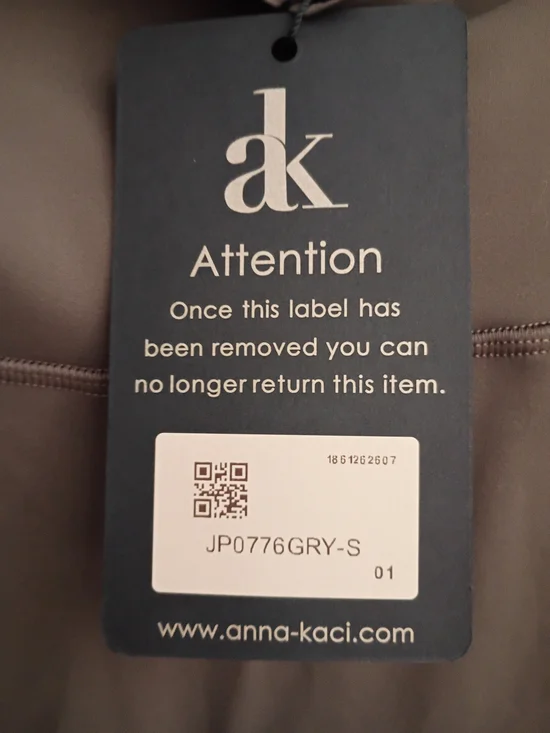 ak
Attention
Once this label has
been removed you can
no longer return this item.
1861262607
JP0776GRY-S
01
www.anna-kaci.com